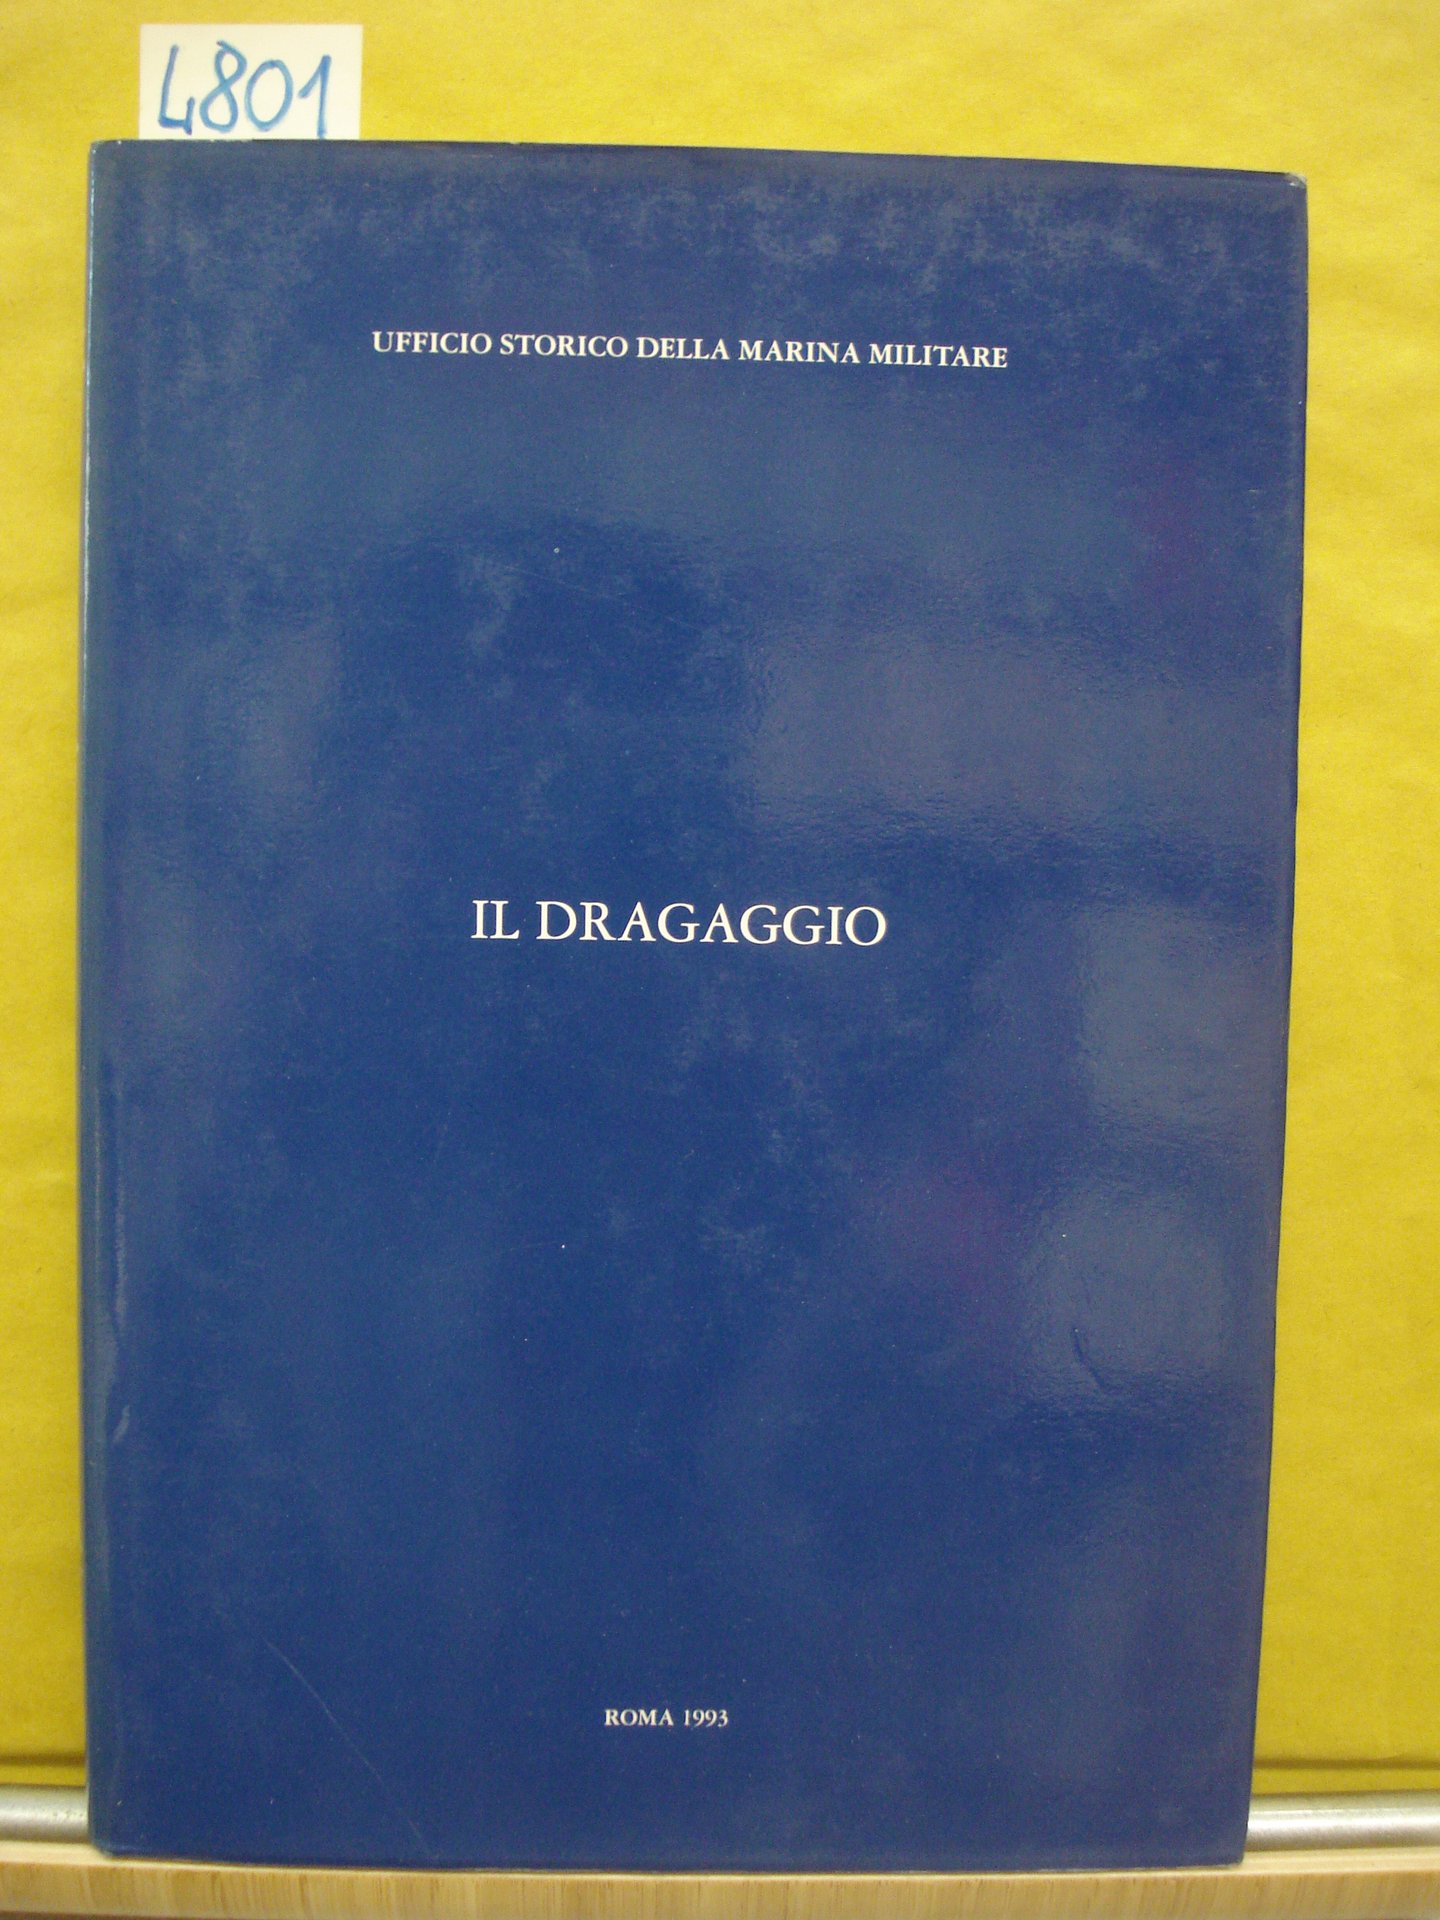 4801
UFFICIO STORICO DELLA MARINA MILITARE
IL DRAGAGGIO
ROMA 1993